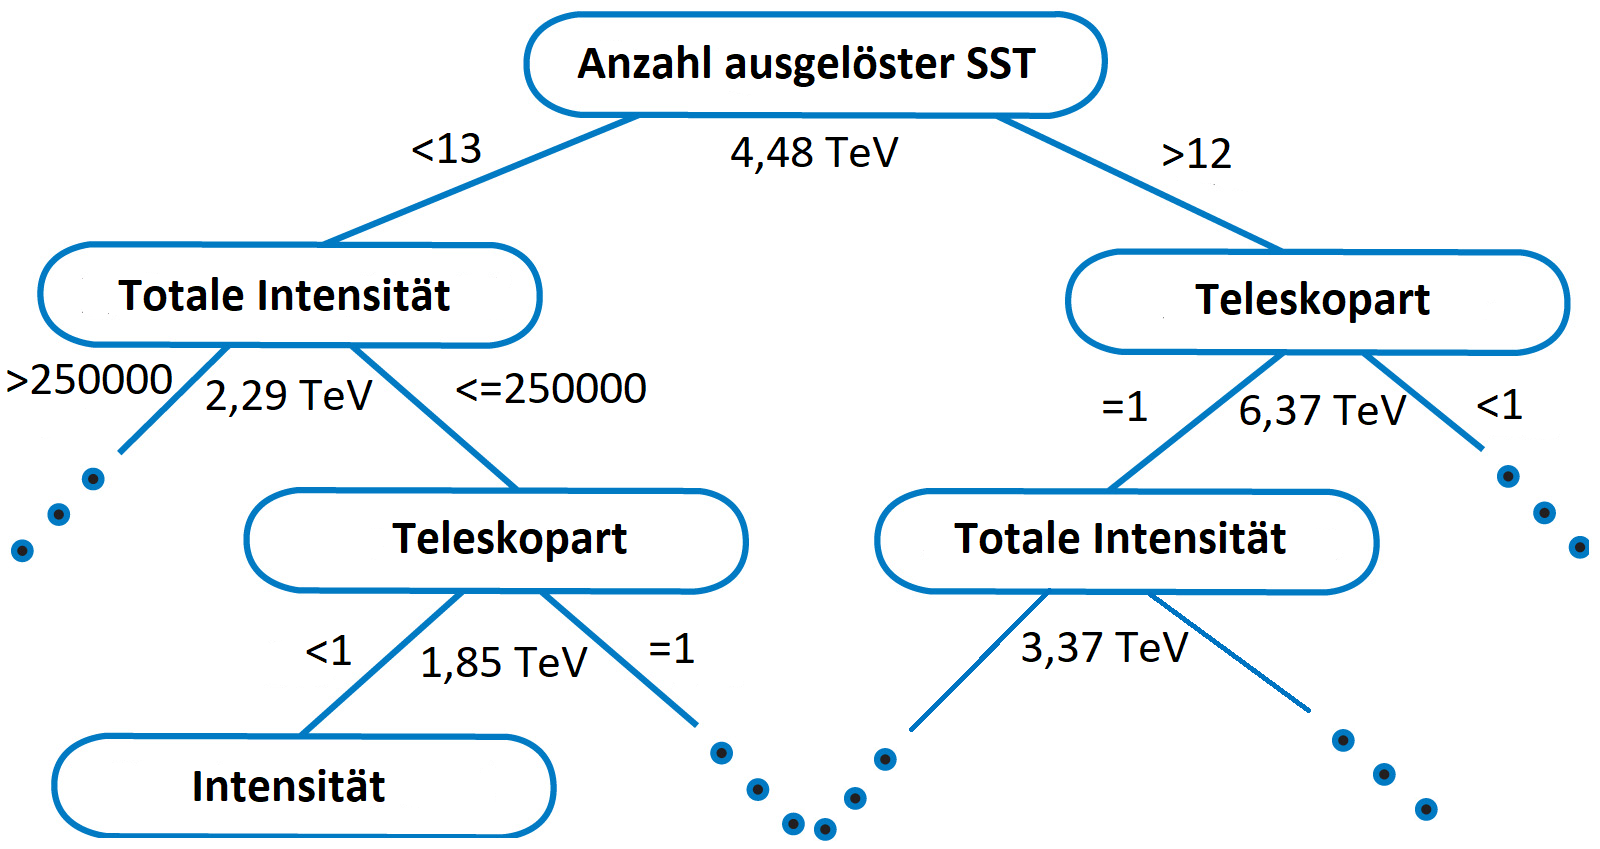 Anzahl ausgelöster SST
<13
4,48 TeV
>12
Totale Intensität
Teleskopart
>250000
2,29 TeV
<=250000
=1
6,37 TeV
<1
Teleskopart
Totale Intensität
<1
1,85 TeV
=1
3,37 TeV
Intensität